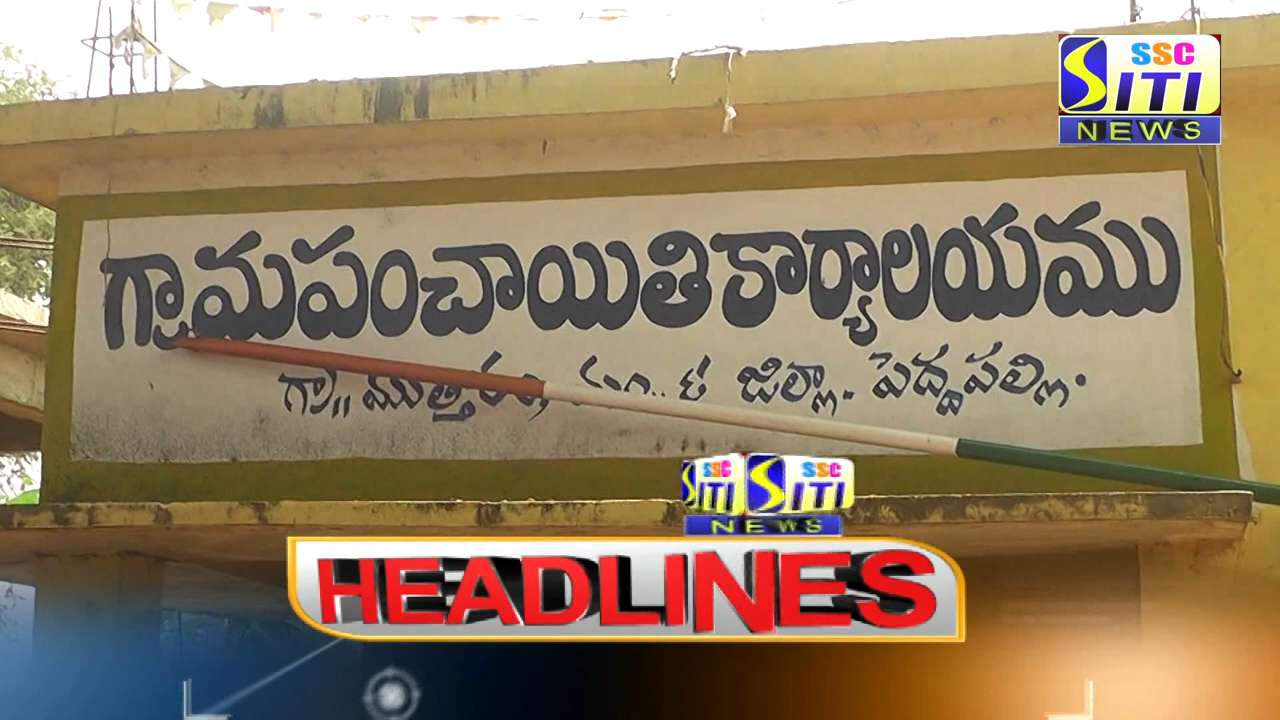 SSC
SITI
NEWS
గ్రామపంచాయితి కార్యాలయము
గ్రా,, ముత్తారం, జిల్లా. పెద్దపల్లి.
SSC SSC
SITI SITI
NEWS
HEADLINES